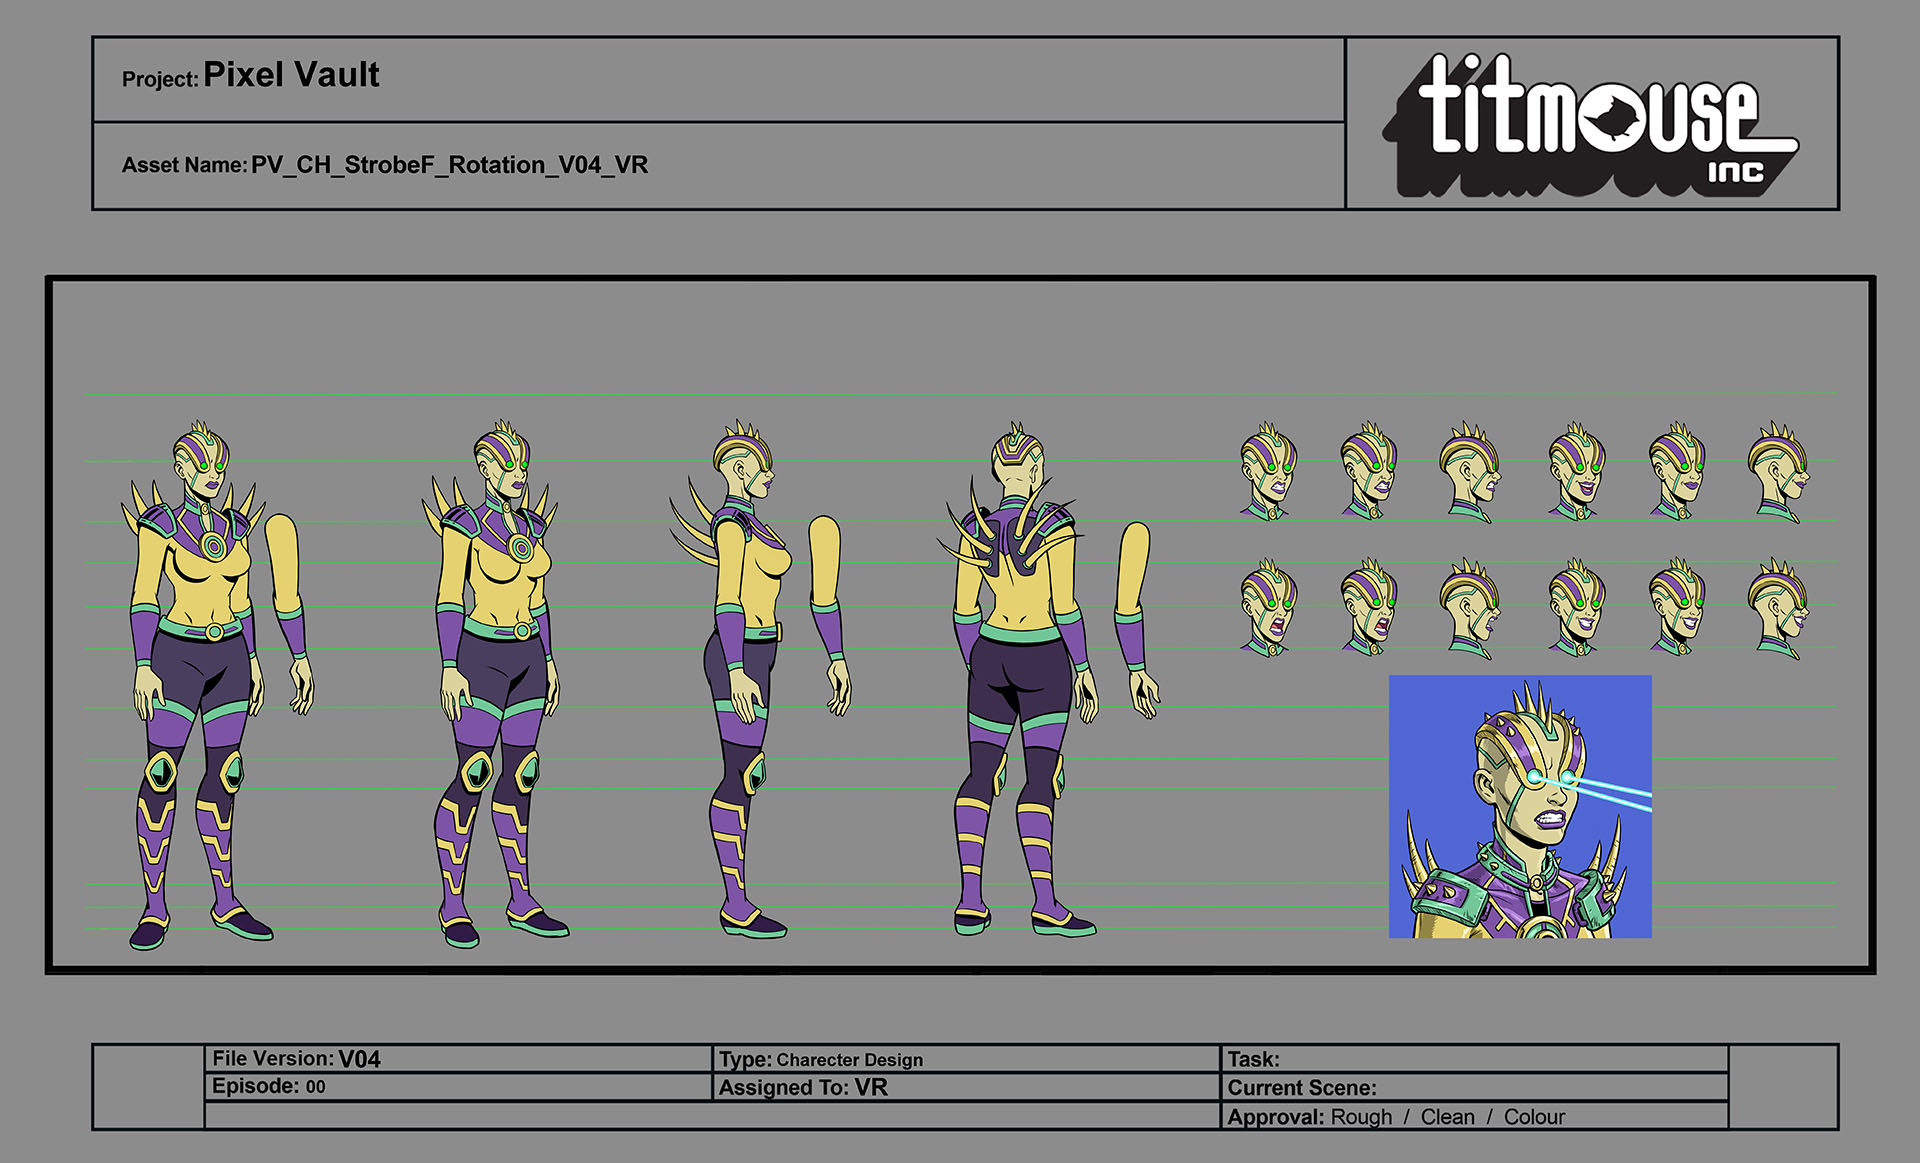 Project: Pixel Vault
titmouse
inc
Asset Name: PV_CH_StrobeF_Rotation_V04_VR
File Version: V04
Type: Charecter Design
Task:
Episode: 00
Assigned To: VR
Current Scene:
Approval: Rough / Clean / Colour